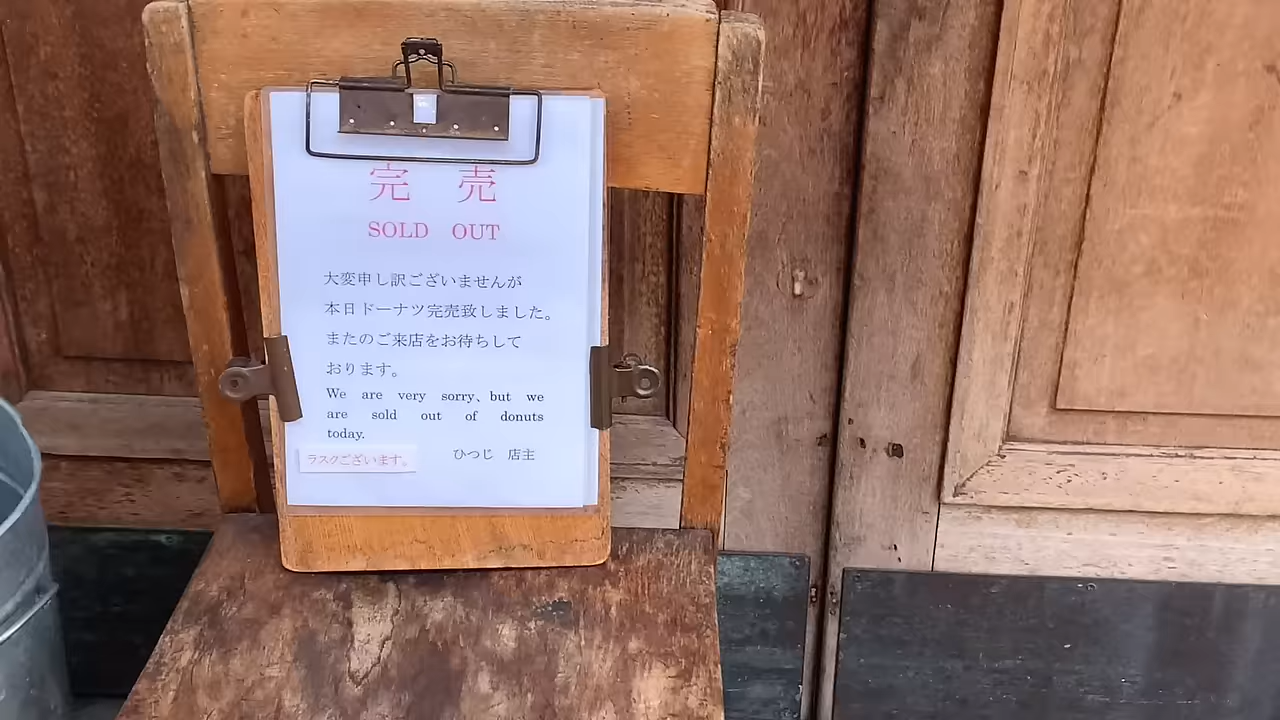 完　売
SOLD OUT
大変申し訳ございませんが
本日ドーナツ完売致しました。
またのご来店をお待ちして
おります。
We are very sorry、but we
are sold out of donuts
today.
ラスクございます。
ひつじ　店主